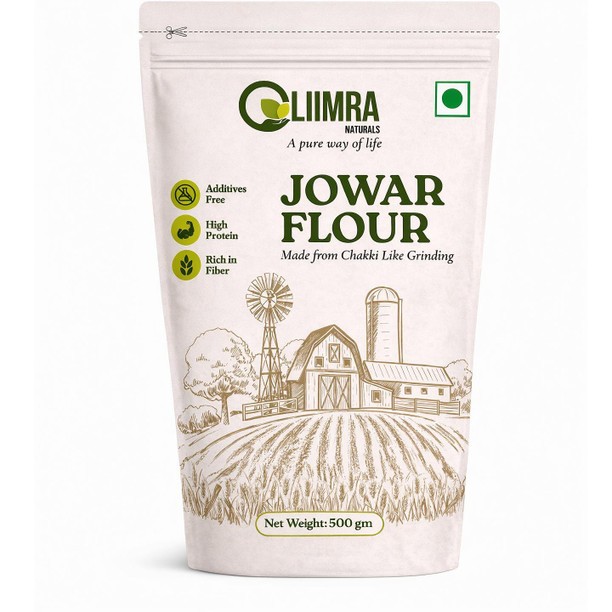 OLIIMRA
NATURALS
A pure way of life
JOWAR
FLOUR
Made from Chakki Like Grinding
Additives
Free
High
Protein
Rich in
Fiber
Net Weight: 500 gm